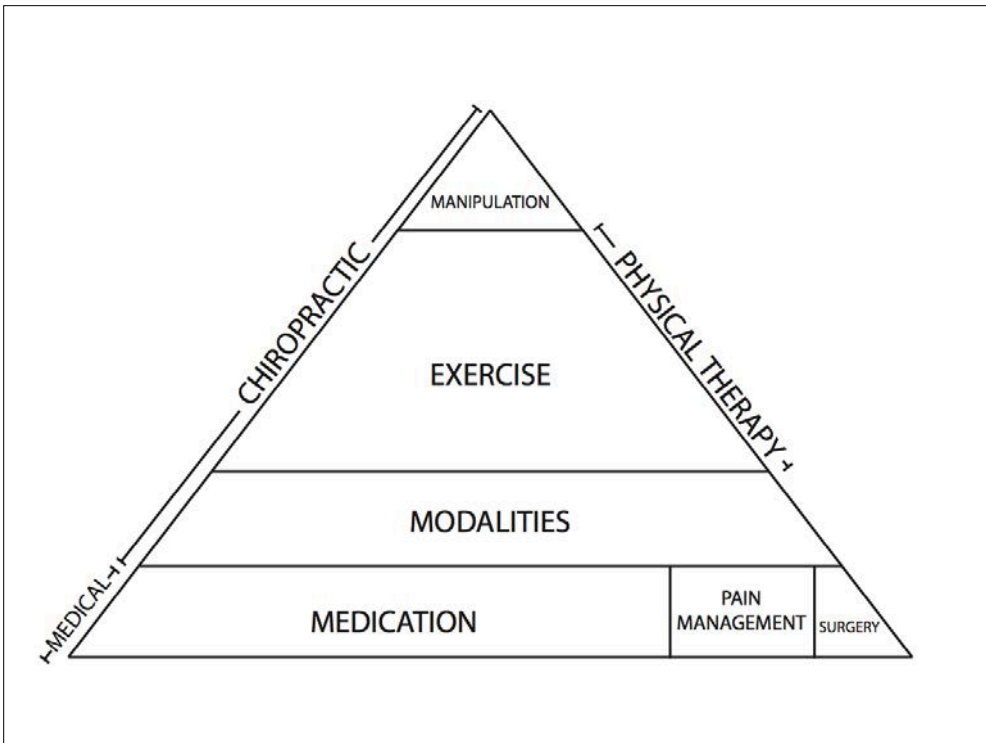 MANIPULATION
CHIROPRACTIC
PHYSICAL THERAPY
EXERCISE
MODALITIES
MEDICAL
MEDICATION
PAIN
MANAGEMENT
SURGERY